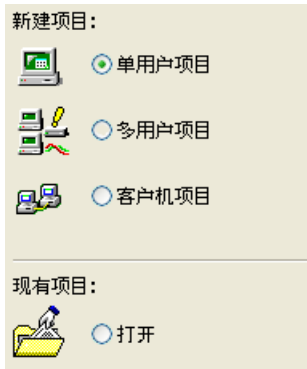 新建项目：
单用户项目
多用户项目
客户机项目
现有项目：
打开